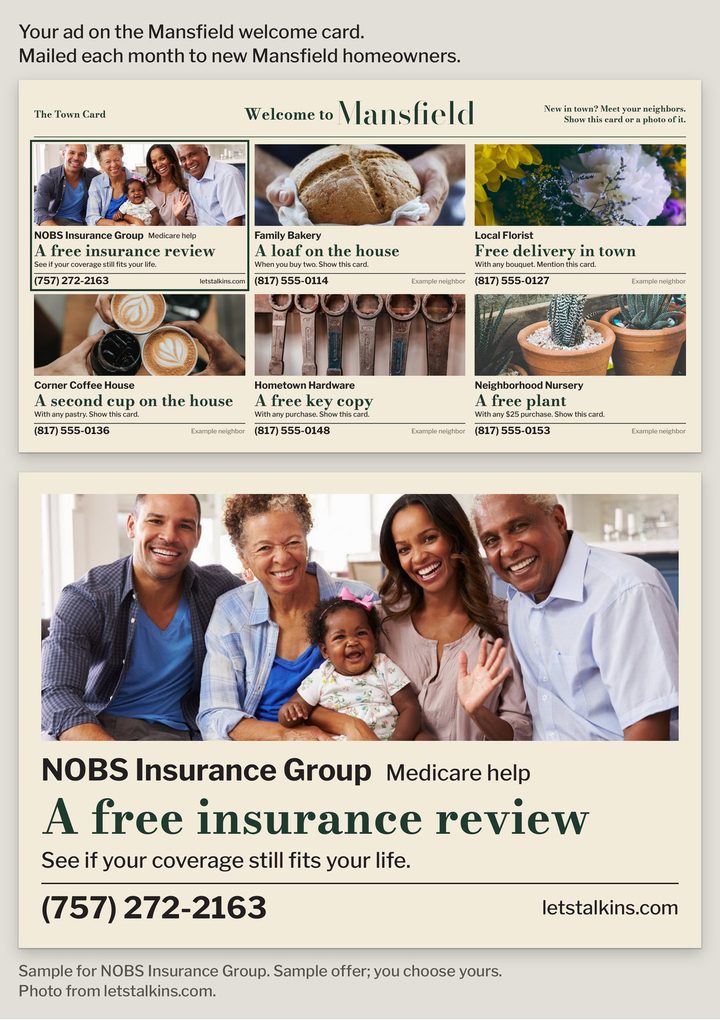 Your ad on the Mansfield welcome card.
Mailed each month to new Mansfield homeowners.
The Town Card
Welcome to Mansfield
New in town? Meet your neighbors.
Show this card or a photo of it.
NOBS Insurance Group Medicare help
A free insurance review
See if your coverage still fits your life.
(757) 272-2163 letstalkins.com
Family Bakery
A loaf on the house
When you buy two. Show this card.
(817) 555-0114 Example neighbor
Local Florist
Free delivery in town
With any bouquet. Mention this card.
(817) 555-0127 Example neighbor
Corner Coffee House
A second cup on the house
With any pastry. Show this card.
(817) 555-0136 Example neighbor
Hometown Hardware
A free key copy
With any purchase. Show this card.
(817) 555-0148 Example neighbor
Neighborhood Nursery
A free plant
With any $25 purchase. Show this card.
(817) 555-0153 Example neighbor
NOBS Insurance Group Medicare help
A free insurance review
See if your coverage still fits your life.
(757) 272-2163 letstalkins.com
Sample for NOBS Insurance Group. Sample offer; you choose yours.
Photo from letstalkins.com.